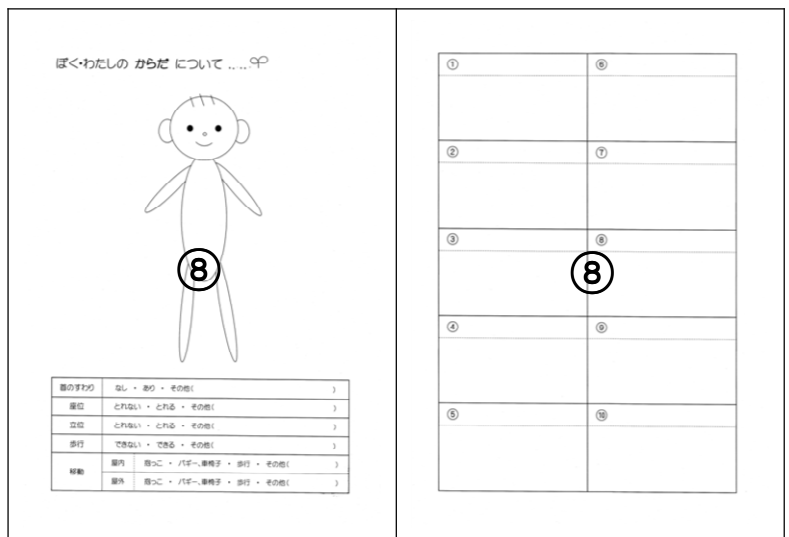 ぼく・わたしの からだ について .....
⑧
首のすわり なし ・ あり ・ その他( )
座位 とれない ・ とれる ・ その他( )
立位 とれない ・ とれる ・ その他( )
歩行 できない ・ できる ・ その他( )
移動 屋内 抱っこ ・ バギー、車椅子 ・ 歩行 ・ その他( )
屋外 抱っこ ・ バギー、車椅子 ・ 歩行 ・ その他( )
① ⑥
② ⑦
③ ⑧
⑧
④ ⑨
⑤ ⑩